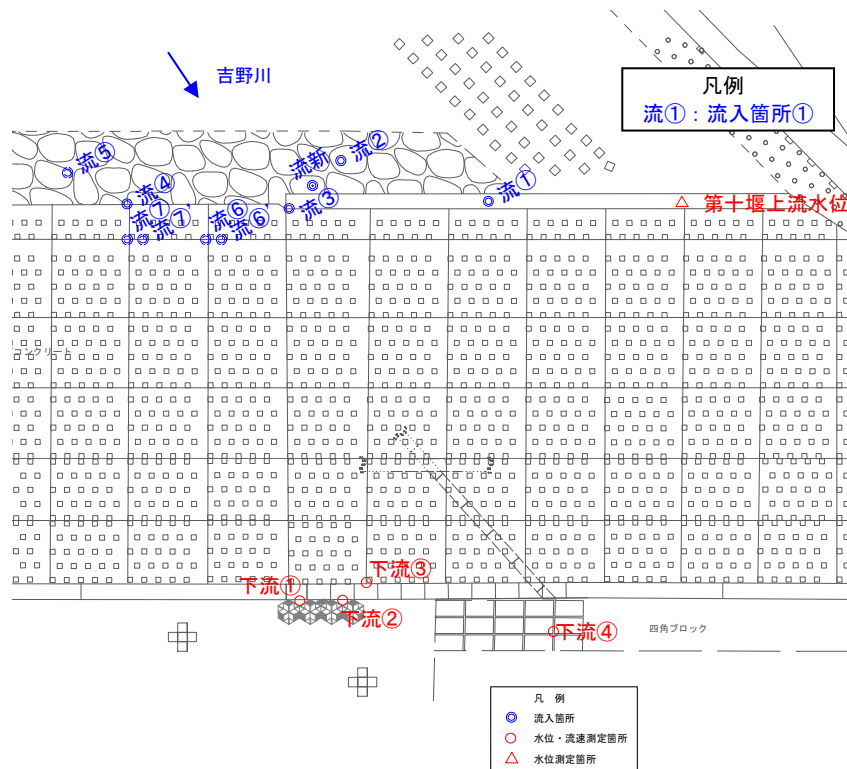 吉野川
凡例
流①：流入箇所①
流⑤
流新
流②
流④
流③
流①
第十堰上流水位
流⑦
流⑦'
流⑥
流⑥'
コンクリート
下流①
下流③
下流②
下流④
四角ブロック
凡 例
流入箇所
水位・流速測定箇所
水位測定箇所